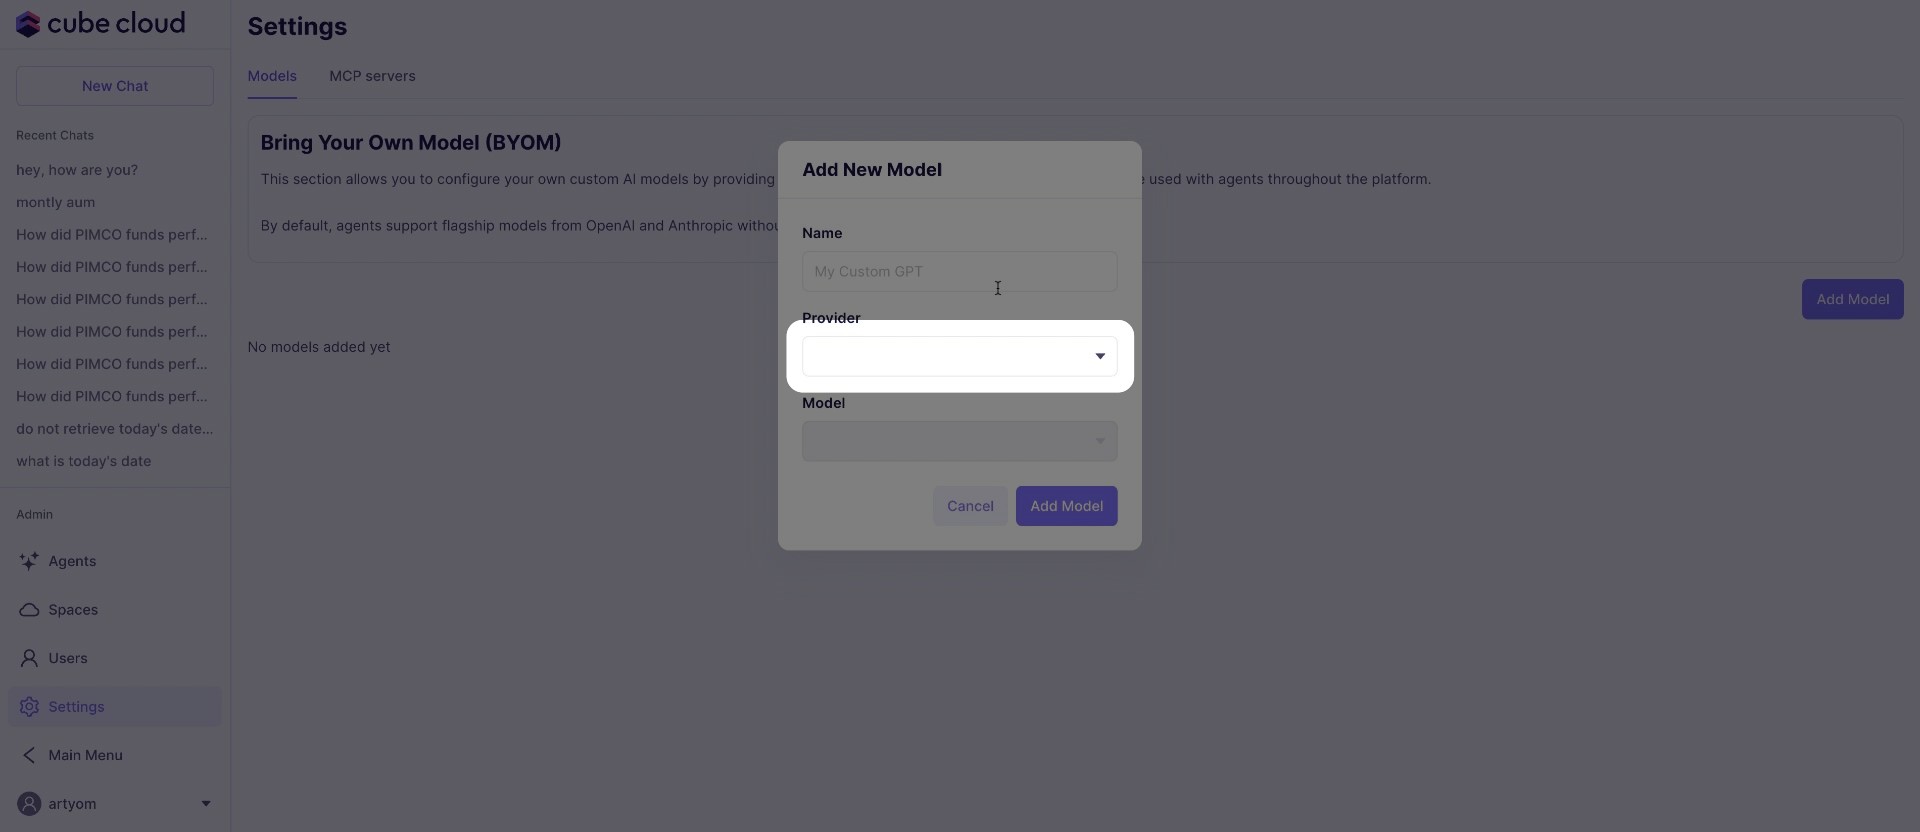 cube cloud
New Chat
Recent Chats
hey, how are you?
montly aum
How did PIMCO funds perf...
How did PIMCO funds perf...
How did PIMCO funds perf...
How did PIMCO funds perf...
How did PIMCO funds perf...
How did PIMCO funds perf...
do not retrieve today's date...
what is today's date
Admin
Agents
Spaces
Users
Settings
Main Menu
artyom
Settings
Models
MCP servers
Bring Your Own Model (BYOM)
This section allows you to configure your own custom AI models by providing
used with agents throughout the platform.
By default, agents support flagship models from OpenAI and Anthropic
Add Model
No models added yet
Add New Model
Name
My Custom GPT
Provider
Model
Cancel
Add Model